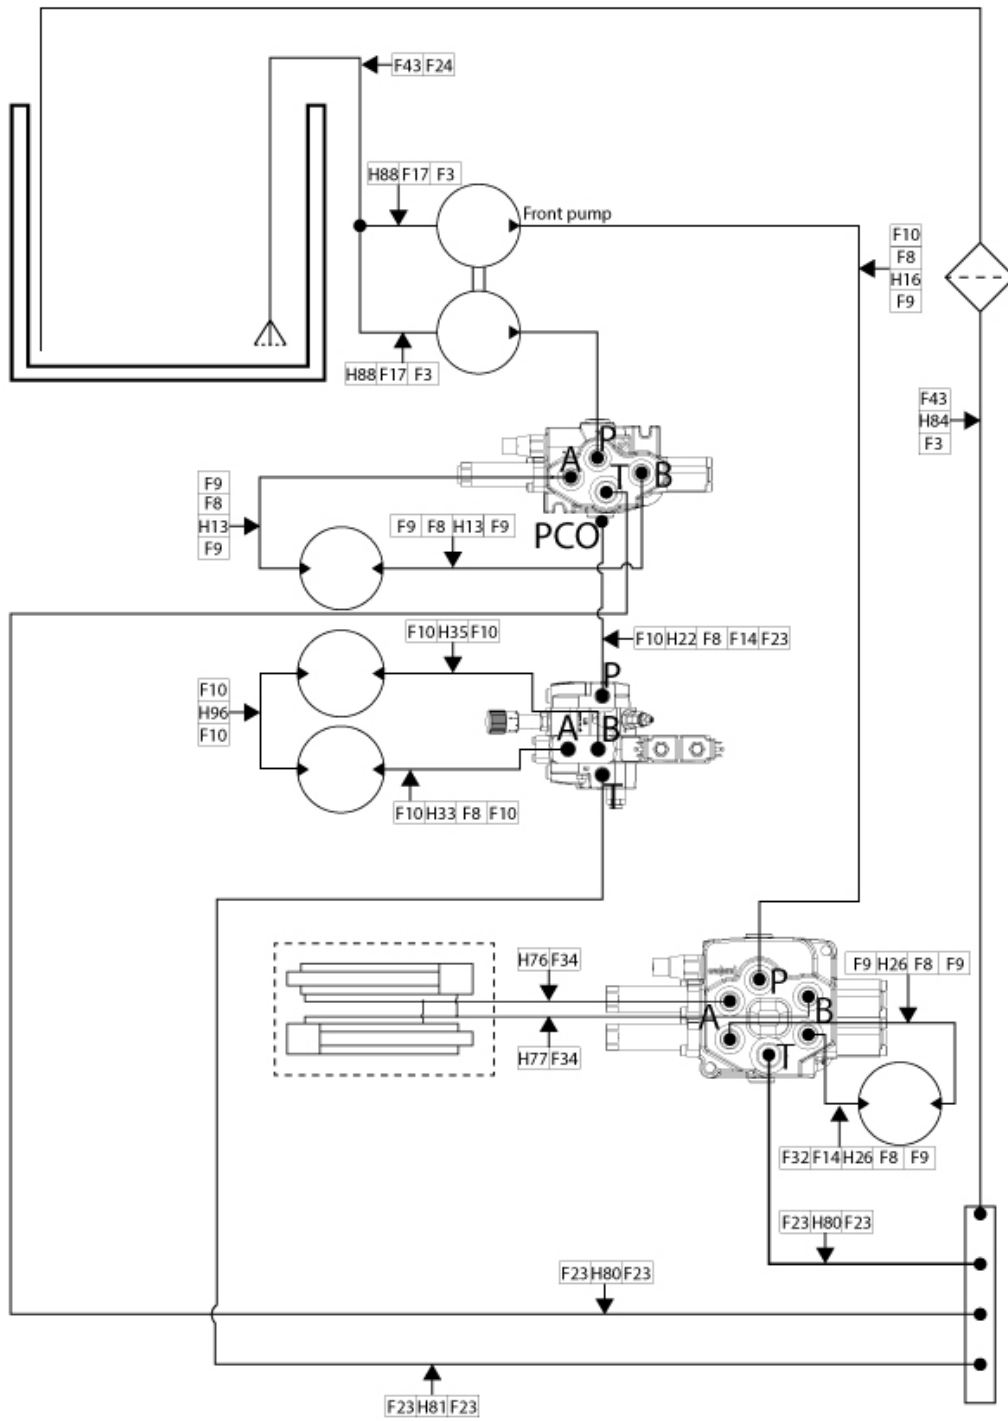 F43 F24
H88 F17 F3
Front pump
F10
F8
H16
F9
H88 F17 F3
F43
H84
F3
P
A T B
F9
F8
H13
F9
F9 F8 H13 F9
PCO
F10 H35 F10
F10 H22 F8 F14 F23
P
F10
H96
F10
A B
T
F10 H33 F8 F10
H76 F34
F9 H26 F8 F9
P
A B
T
H77 F34
F32 F14 H26 F8 F9
F23 H80 F23
F23 H80 F23
F23 H81 F23